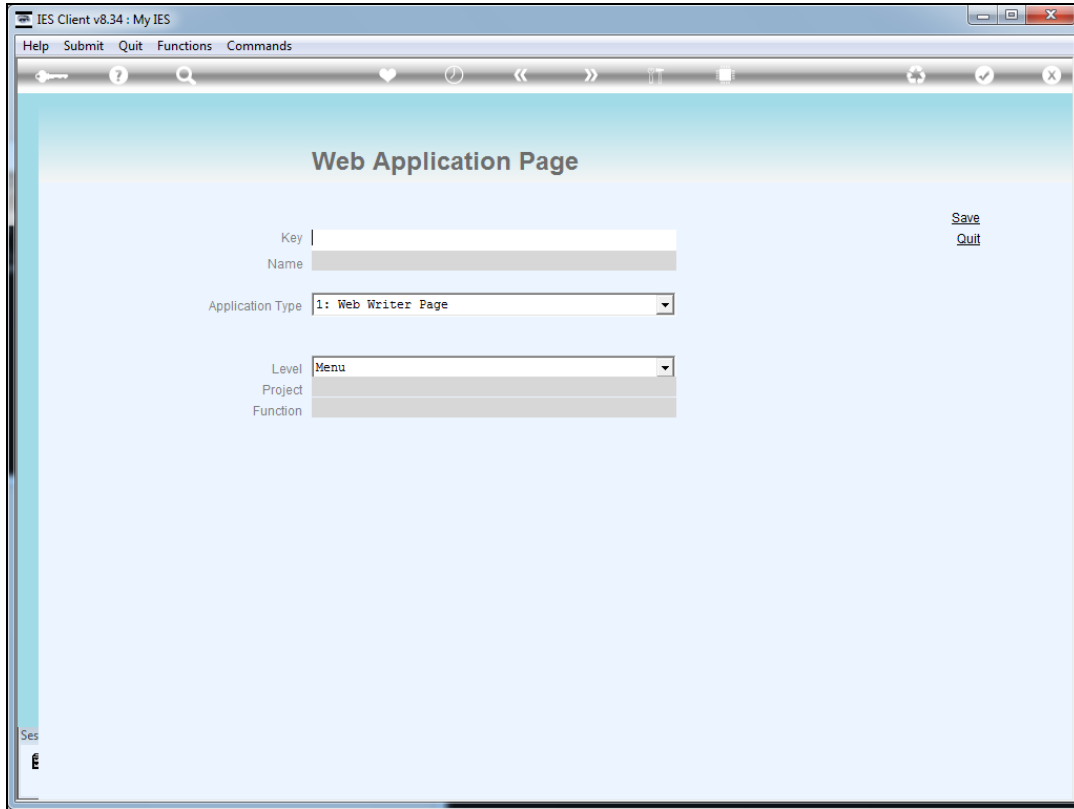 IES Client v8.34 : My IES
Help Submit Quit Functions Commands
Web Application Page
Save
Key
Quit
Name
Application Type 1: Web Writer Page
Level Menu
Project
Function
Ses